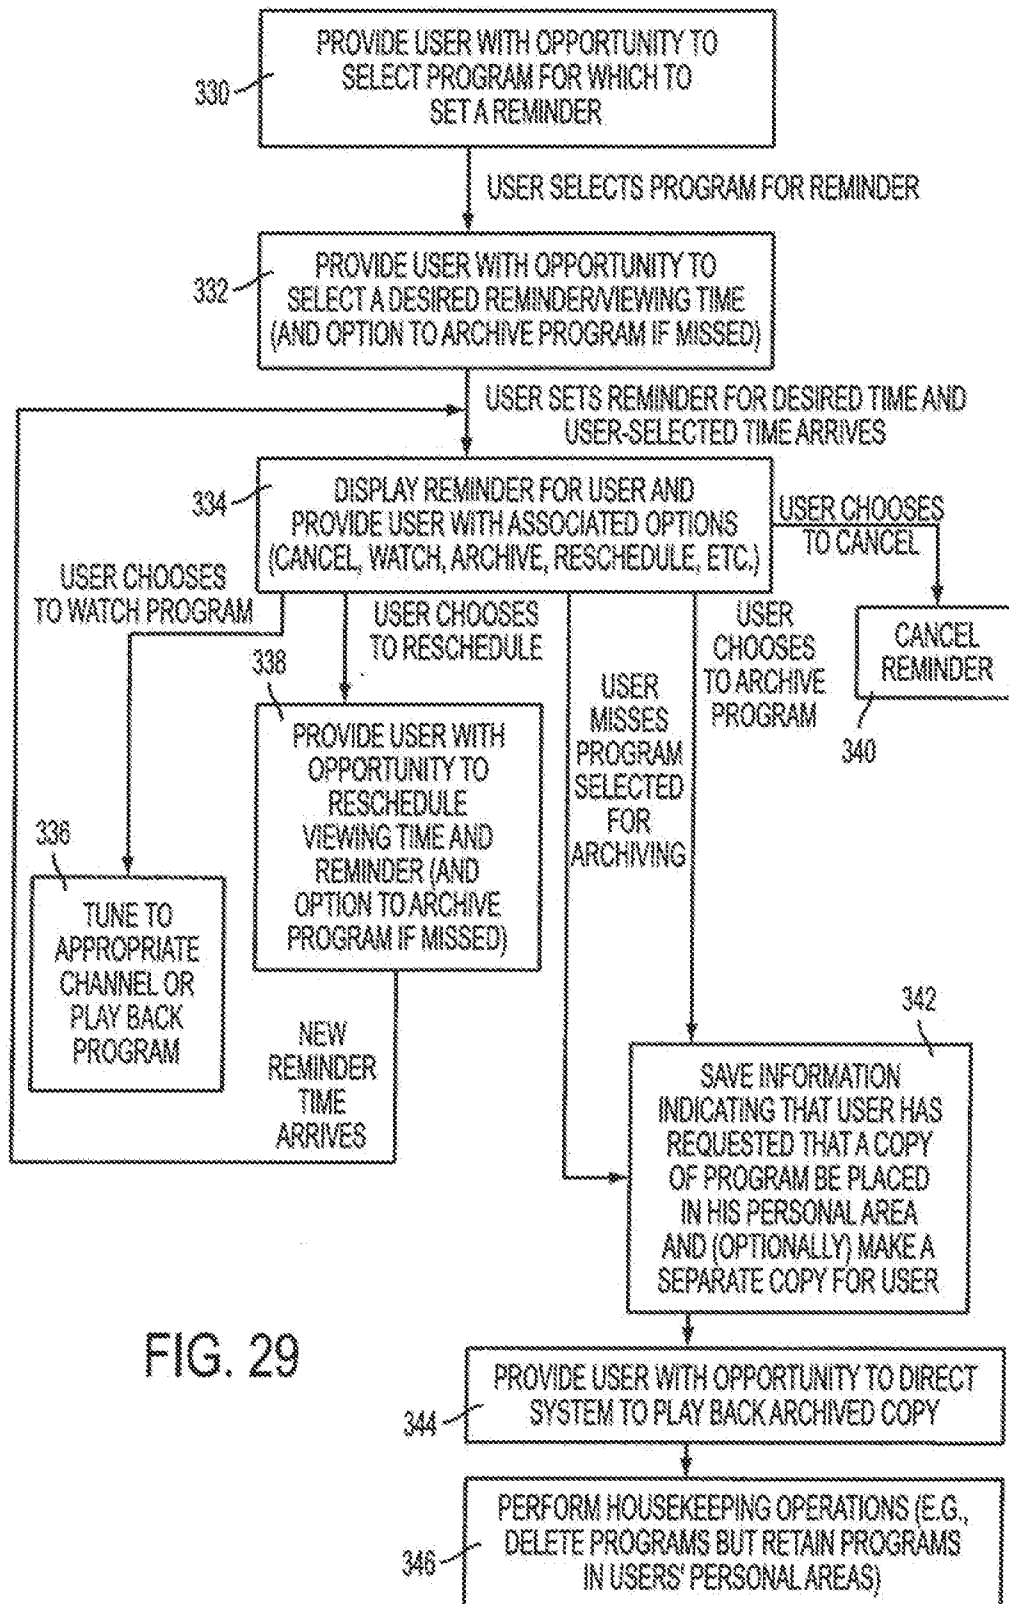 PROVIDE USER WITH OPPORTUNITY TO
SELECT PROGRAM FOR WHICH TO
SET A REMINDER
330
USER SELECTS PROGRAM FOR REMINDER
PROVIDE USER WITH OPPORTUNITY TO
SELECT A DESIRED REMINDER/VIEWING TIME
(AND OPTION TO ARCHIVE PROGRAM IF MISSED)
332
USER SETS REMINDER FOR DESIRED TIME AND
USER-SELECTED TIME ARRIVES
334
DISPLAY REMINDER FOR USER AND
PROVIDE USER WITH ASSOCIATED OPTIONS
(CANCEL, WATCH, ARCHIVE, RESCHEDULE, ETC.)
USER CHOOSES
TO CANCEL
USER CHOOSES
TO WATCH PROGRAM
USER CHOOSES
TO RESCHEDULE
USER
MISSES
PROGRAM
SELECTED
FOR
ARCHIVING
USER
CHOOSES
TO ARCHIVE
PROGRAM
CANCEL
REMINDER
340
338
PROVIDE USER WITH
OPPORTUNITY TO
RESCHEDULE
VIEWING TIME AND
REMINDER (AND
OPTION TO ARCHIVE
PROGRAM IF MISSED)
336
TUNE TO
APPROPRIATE
CHANNEL OR
PLAY BACK
PROGRAM
NEW
REMINDER
TIME
ARRIVES
342
SAVE INFORMATION
INDICATING THAT USER HAS
REQUESTED THAT A COPY
OF PROGRAM BE PLACED
IN HIS PERSONAL AREA
AND (OPTIONALLY) MAKE A
SEPARATE COPY FOR USER
FIG. 29
PROVIDE USER WITH OPPORTUNITY TO DIRECT
SYSTEM TO PLAY BACK ARCHIVED COPY
344
PERFORM HOUSEKEEPING OPERATIONS (E.G.,
DELETE PROGRAMS BUT RETAIN PROGRAMS
IN USERS' PERSONAL AREAS)
346